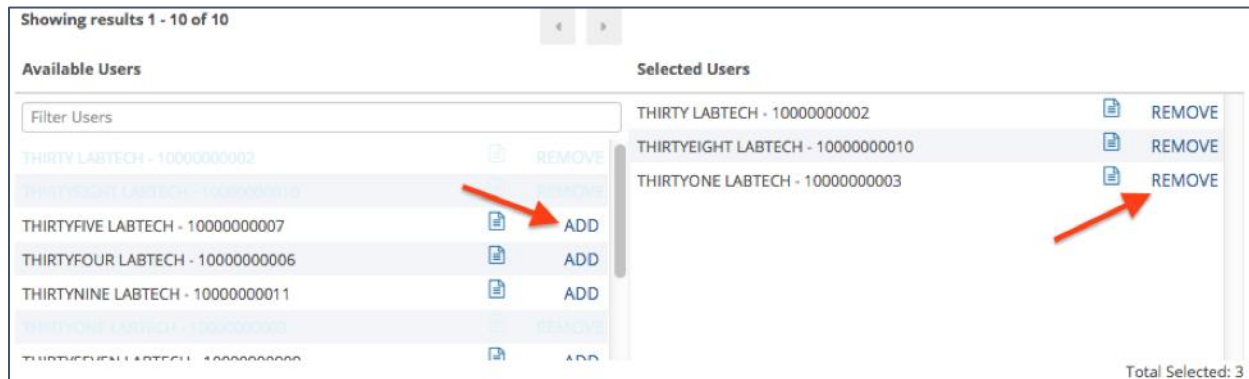 Showing results 1 - 10 of 10
Available Users
Selected Users
Filter Users
THIRTY LABTECH - 10000000002 REMOVE
THIRTYEIGHT LABTECH - 10000000010 REMOVE
THIRTYFIVE LABTECH - 10000000007 ADD
THIRTYFOUR LABTECH - 10000000006 ADD
THIRTYNINE LABTECH - 10000000011 ADD
THIRTYONE LABTECH - 10000000003 REMOVE
THIRTYSEVEN LABTECH ADD
THIRTY LABTECH - 10000000002 REMOVE
THIRTYEIGHT LABTECH - 10000000010 REMOVE
THIRTYONE LABTECH - 10000000003 REMOVE
Total Selected: 3